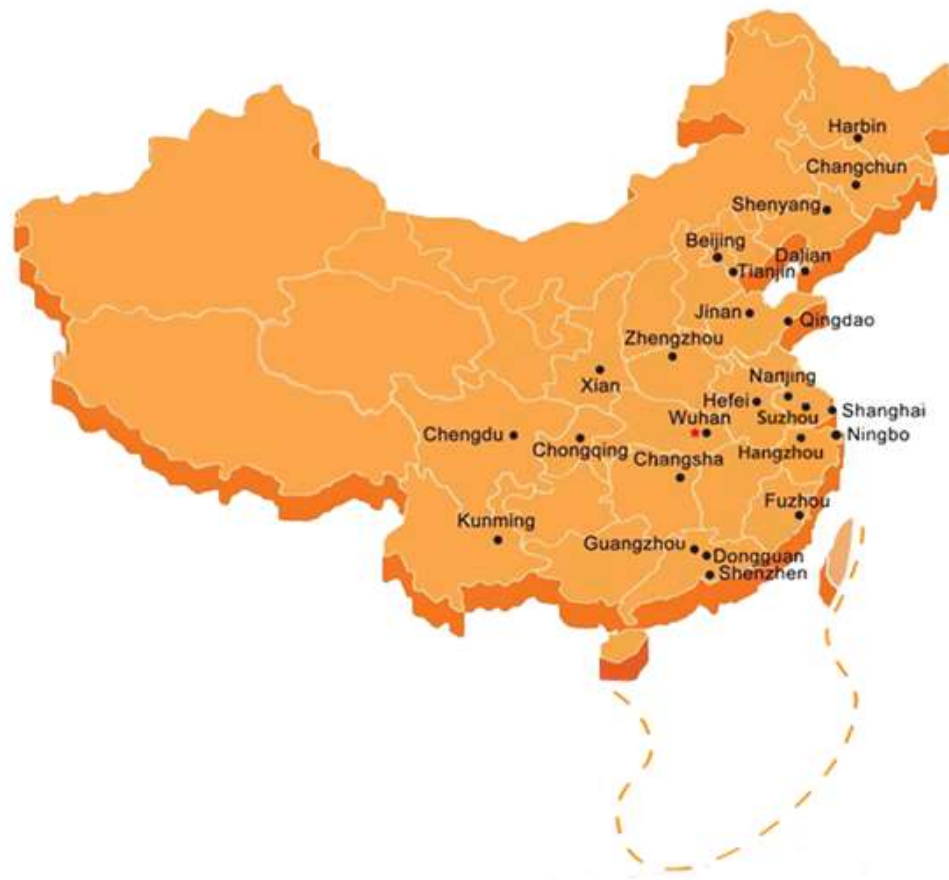 Harbin
Changchun
Shenyang
Beijing
Dalian
Tianjin
Jinan
Qingdao
Zhengzhou
Xian
Nanjing
Hefei
Suzhou
Shanghai
Wuhan
Chengdu
Chongqing
Hangzhou
Ningbo
Changsha
Fuzhou
Kunming
Guangzhou
Dongguan
Shenzhen